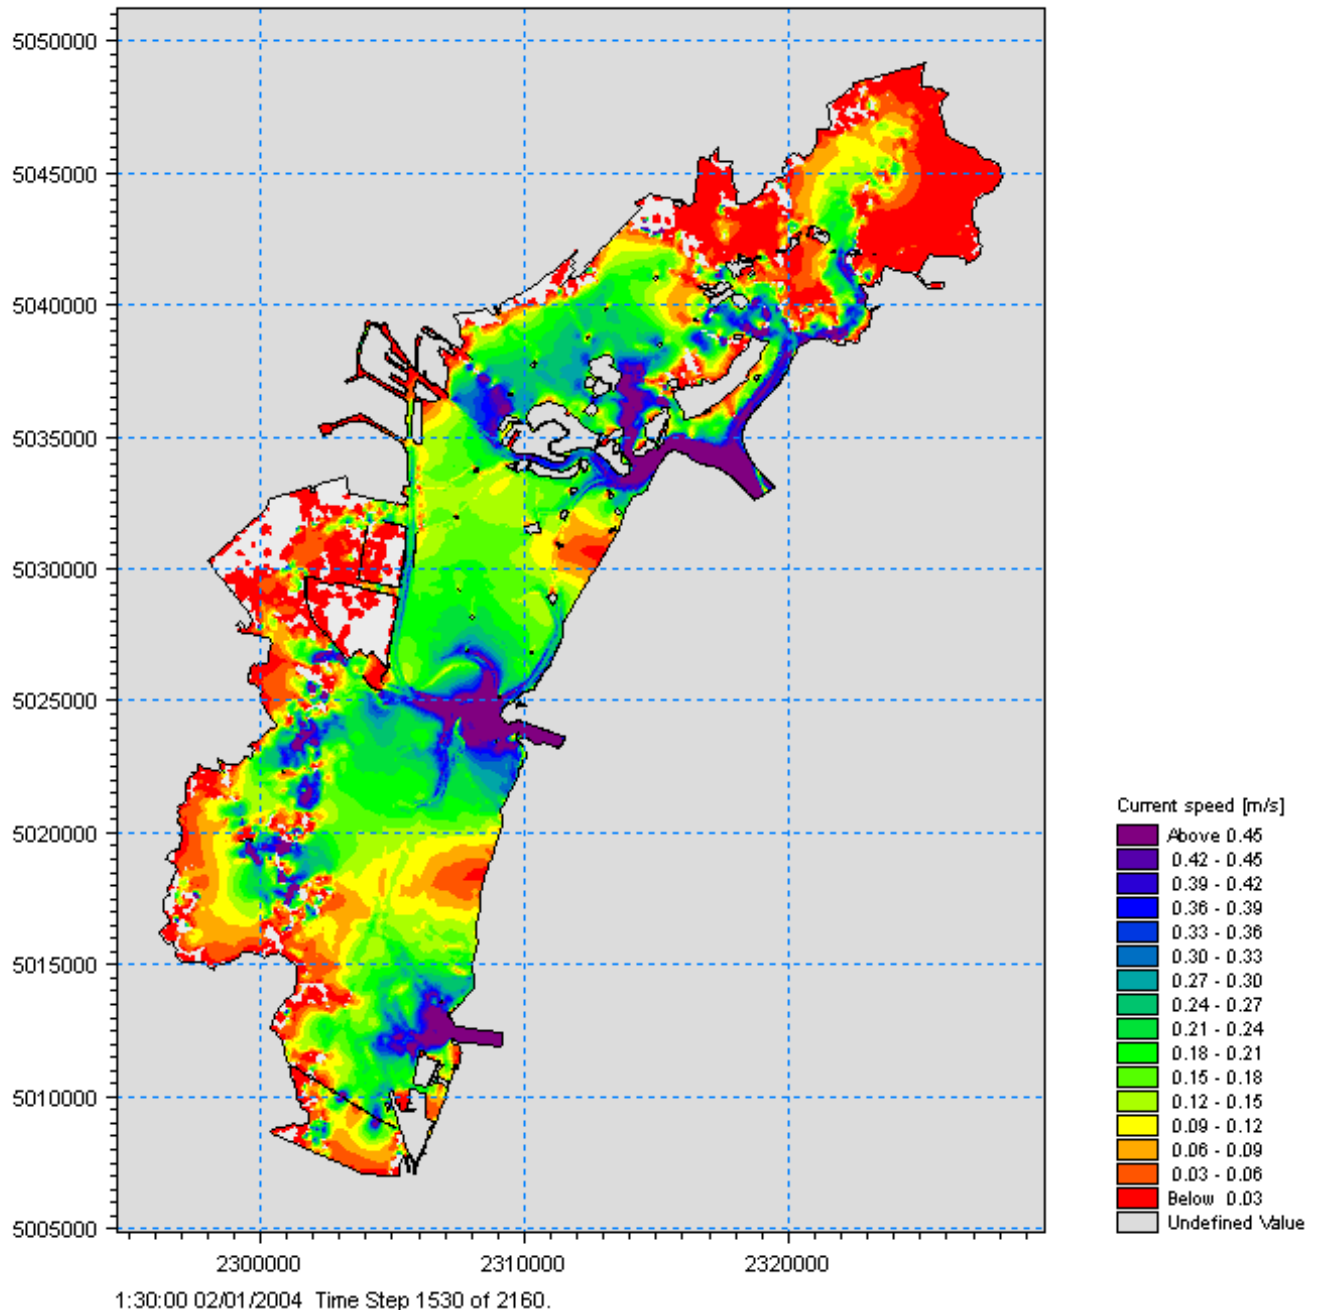 5050000
5045000
5040000
5035000
5030000
5025000
5020000
5015000
5010000
5005000
2300000 2310000 2320000
1:30:00 02/01/2004 Time Step 1530 of 2160.
Current speed [m/s]
Above 0.45
0.42 - 0.45
0.39 - 0.42
0.36 - 0.39
0.33 - 0.36
0.30 - 0.33
0.27 - 0.30
0.24 - 0.27
0.21 - 0.24
0.18 - 0.21
0.15 - 0.18
0.12 - 0.15
0.09 - 0.12
0.06 - 0.09
0.03 - 0.06
Below 0.03
Undefined Value